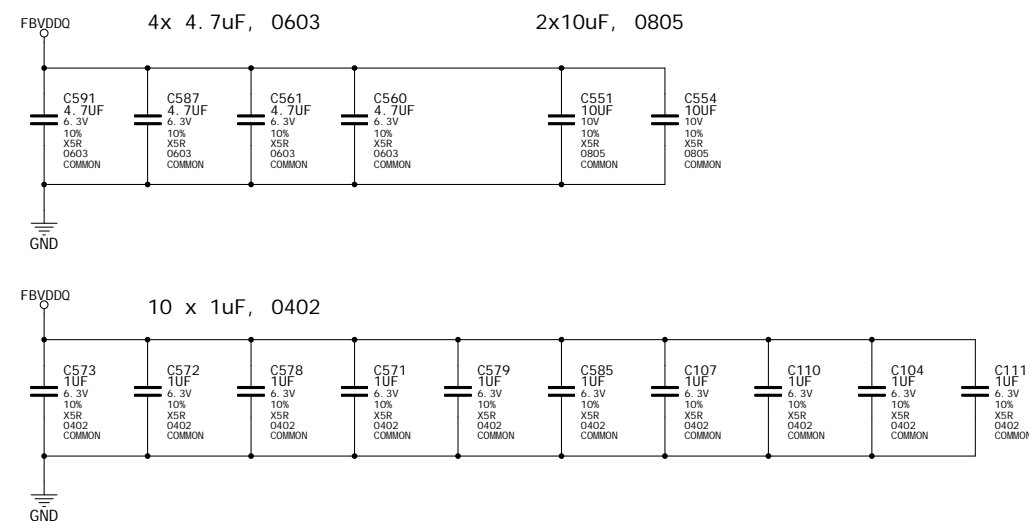 FBVDDQ
4x 4.7uF, 0603
2x10uF, 0805
C591
4.7UF
6.3V
10%
X5R
0603
COMMON
C587
4.7UF
6.3V
10%
X5R
0603
COMMON
C561
4.7UF
6.3V
10%
X5R
0603
COMMON
C560
4.7UF
6.3V
10%
X5R
0603
COMMON
C551
10UF
10V
10%
X5R
0805
COMMON
C554
10UF
10V
10%
X5R
0805
COMMON
GND
FBVDDQ
10 x 1uF, 0402
C573
1UF
6.3V
10%
X5R
0402
COMMON
C572
1UF
6.3V
10%
X5R
0402
COMMON
C578
1UF
6.3V
10%
X5R
0402
COMMON
C571
1UF
6.3V
10%
X5R
0402
COMMON
C579
1UF
6.3V
10%
X5R
0402
COMMON
C585
1UF
6.3V
10%
X5R
0402
COMMON
C107
1UF
6.3V
10%
X5R
0402
COMMON
C110
1UF
6.3V
10%
X5R
0402
COMMON
C104
1UF
6.3V
10%
X5R
0402
COMMON
C111
1UF
6.3V
10%
X5R
0402
COMMON
GND